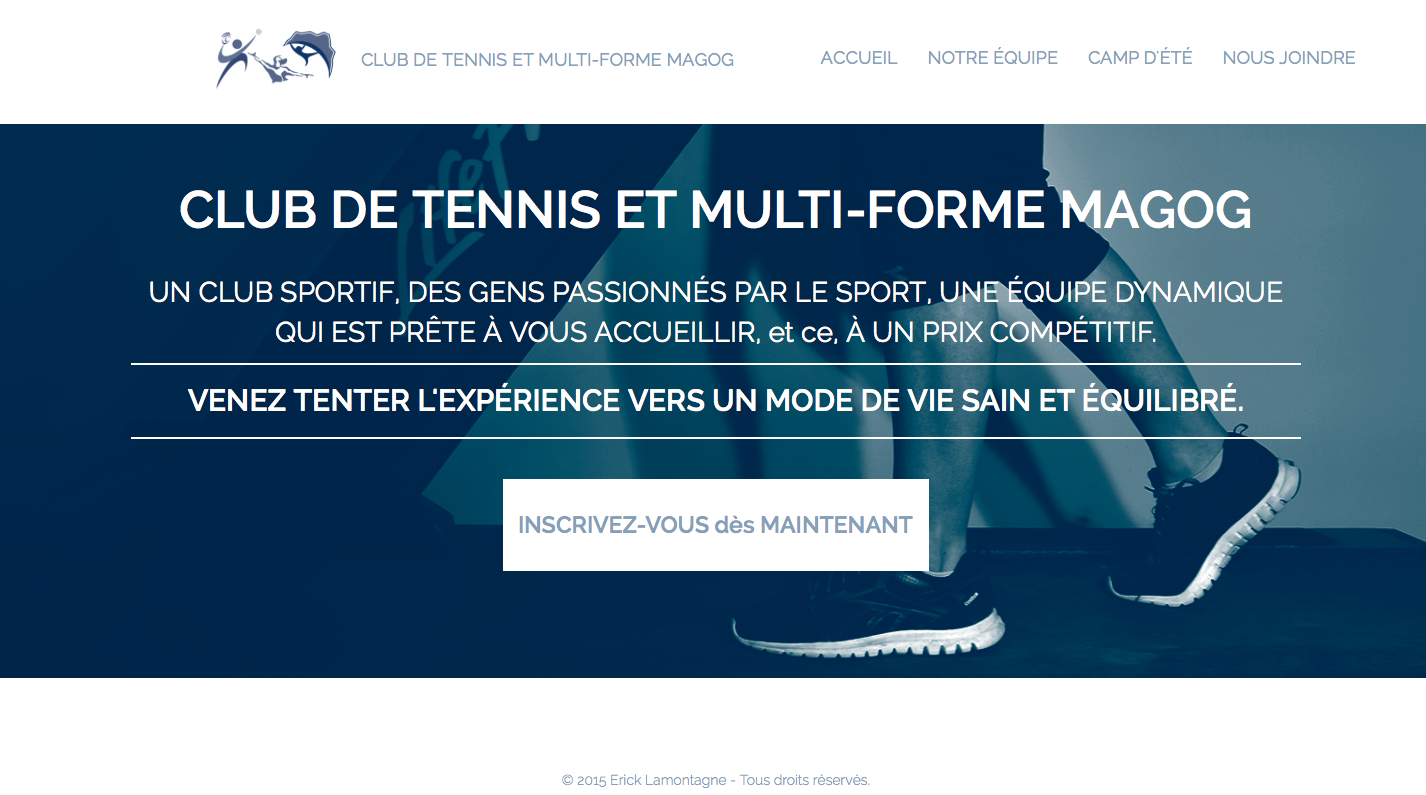 CLUB DE TENNIS ET MULTI-FORME MAGOG
ACCUEIL NOTRE ÉQUIPE CAMP D'ÉTÉ NOUS JOINDRE
CLUB DE TENNIS ET MULTI-FORME MAGOG
UN CLUB SPORTIF, DES GENS PASSIONNÉS PAR LE SPORT, UNE ÉQUIPE DYNAMIQUE
QUI EST PRÊTE À VOUS ACCUEILLIR, et ce, À UN PRIX COMPÉTITIF.
VENEZ TENTER L'EXPÉRIENCE VERS UN MODE DE VIE SAIN ET ÉQUILIBRÉ.
INSCRIVEZ-VOUS dès MAINTENANT
© 2015 Erick Lamontagne - Tous droits réservés.